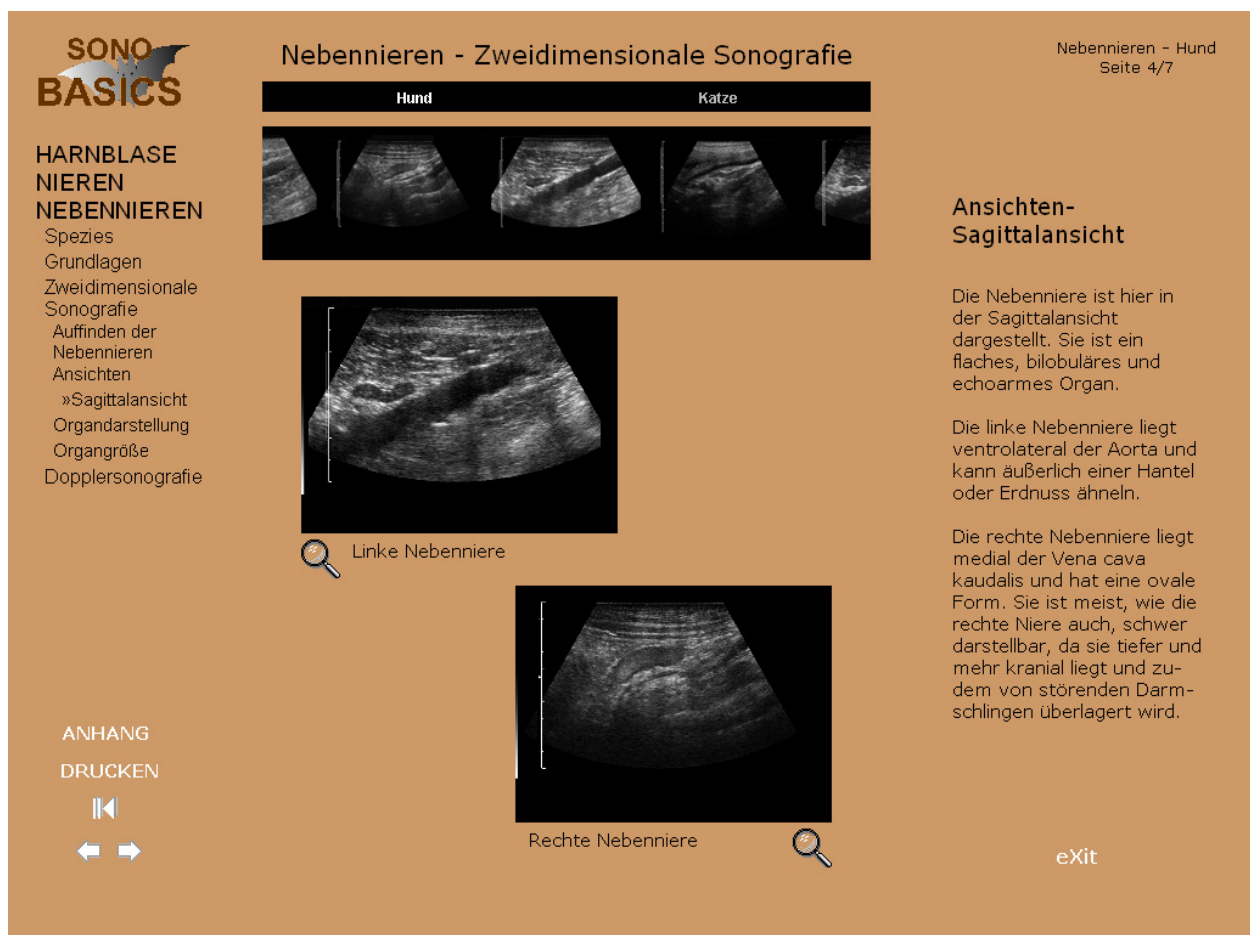 SONO
BASICS
Nebennieren - Zweidimensionale Sonografie
Nebennieren - Hund
Seite 4/7
Hund
Katze
HARNBLASE
NIEREN
NEBENNIEREN
Spezies
Grundlagen
Zweidimensionale
Sonografie
Auffinden der
Nebennieren
Ansichten
»Sagittalansicht
Organdarstellung
Organgröße
Dopplersonografie
ANHANG
DRUCKEN
Linke Nebenniere
Rechte Nebenniere
Ansichten-
Sagittalansicht
Die Nebenniere ist hier in
der Sagittalansicht
dargestellt. Sie ist ein
flaches, bilobuläres und
echoarmes Organ.
Die linke Nebenniere liegt
ventrolateral der Aorta und
kann äußerlich einer Hantel
oder Erdnuss ähneln.
Die rechte Nebenniere liegt
medial der Vena cava
kaudalis und hat eine ovale
Form. Sie ist meist, wie die
rechte Niere auch, schwer
darstellbar, da sie tiefer und
mehr kranial liegt und zu-
dem von störenden Darm-
schlingen überlagert wird.
eXit